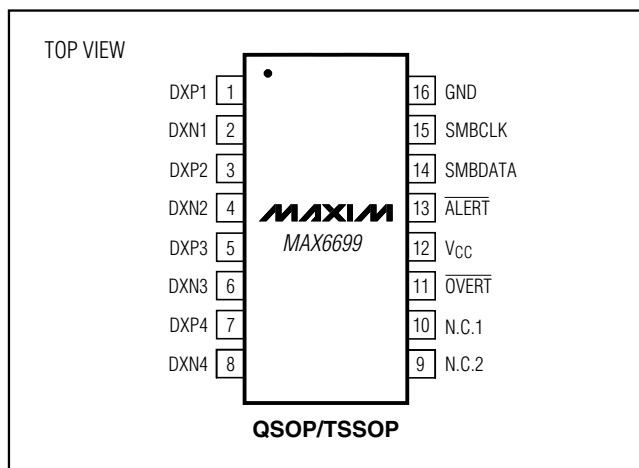 TOP VIEW
DXP1 1
DXN1 2
DXP2 3
DXN2 4
DXP3 5
DXN3 6
DXP4 7
DXN4 8
MAXIM
MAX6699
16 GND
15 SMBCLK
14 SMBDATA
13 ALERT
12 VCC
11 OVERT
10 N.C.1
9 N.C.2
QSOP/TSSOP